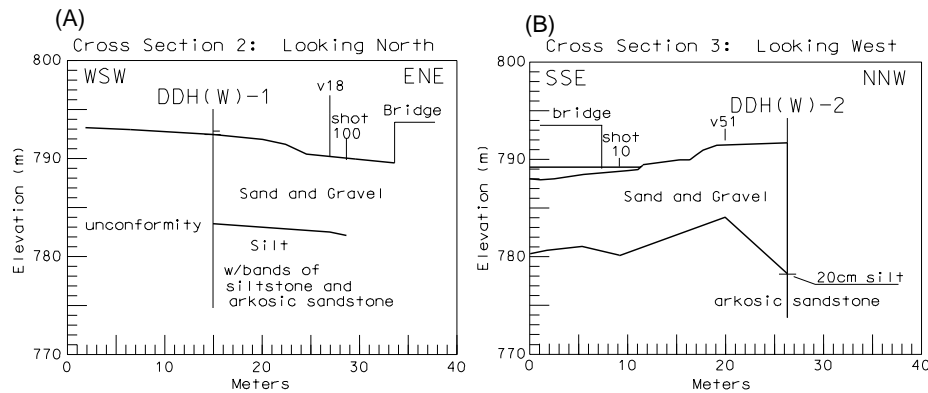 (A)
Cross Section 2: Looking North
800
790
780
770
Elevation (m)
WSW
ENE
DDH(W)-1
v18
shot
100
Bridge
Sand and Gravel
unconformity
Silt
w/bands of
siltstone and
arkosic sandstone
0 10 20 30 40
Meters
(B)
Cross Section 3: Looking West
800
790
780
770
Elevation (m)
SSE
NNW
DDH(W)-2
bridge
shot
10
v51
Sand and Gravel
20cm silt
arkosic sandstone
0 10 20 30 40
Meters